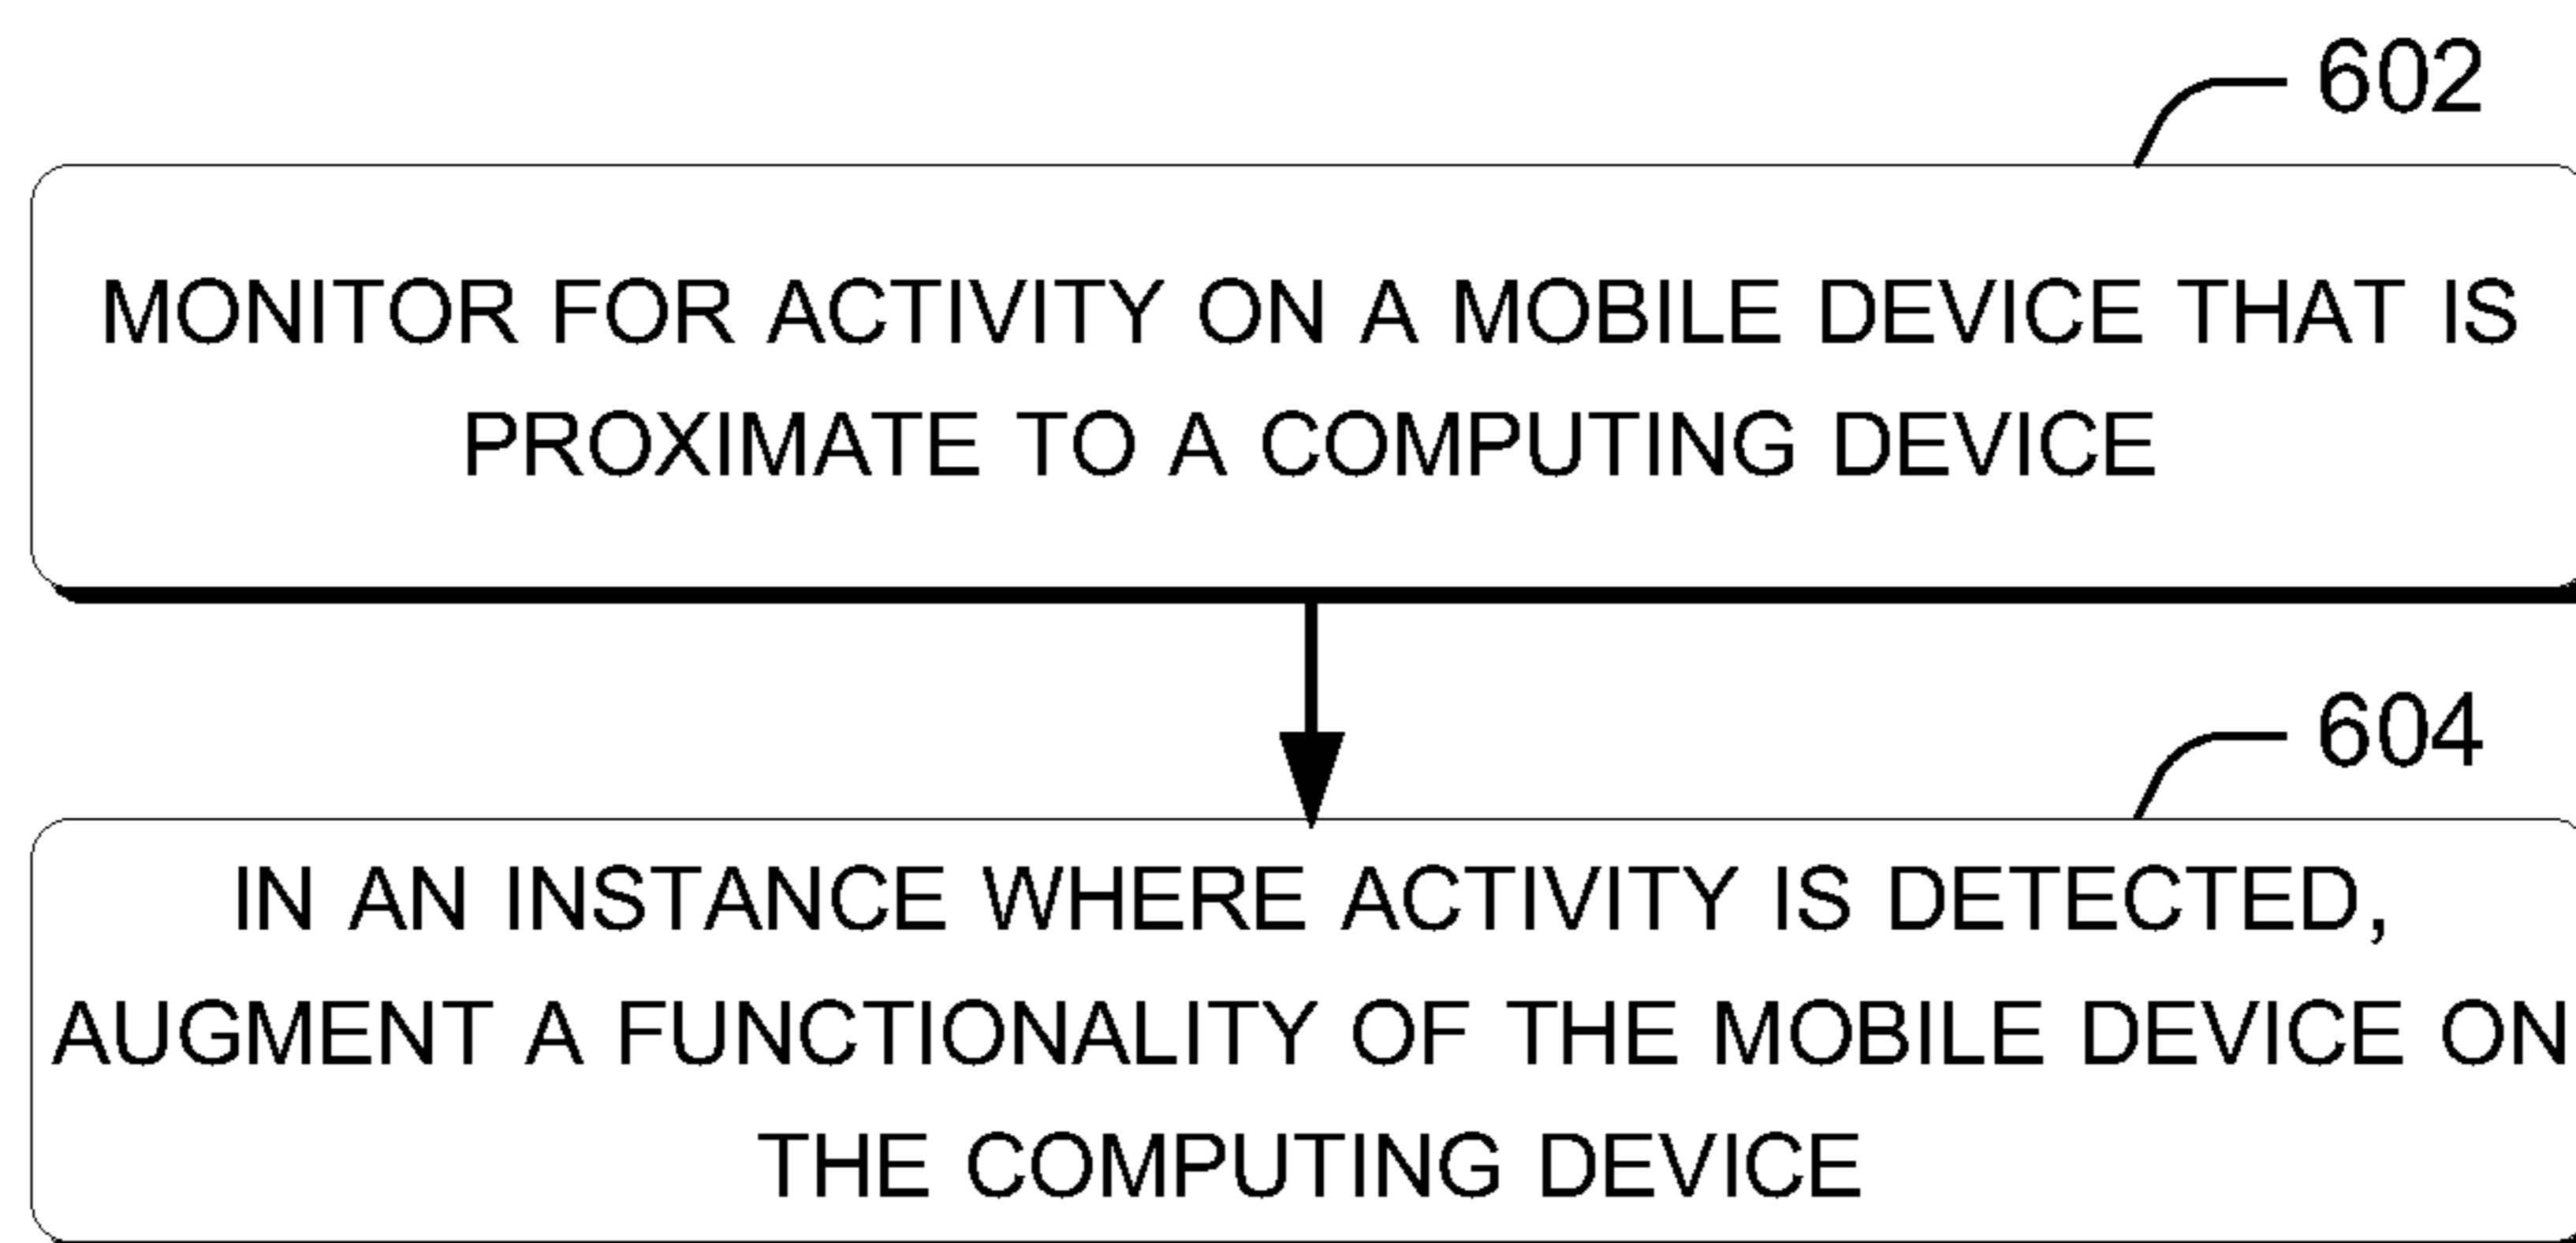 602
MONITOR FOR ACTIVITY ON A MOBILE DEVICE THAT IS
PROXIMATE TO A COMPUTING DEVICE
604
IN AN INSTANCE WHERE ACTIVITY IS DETECTED,
AUGMENT A FUNCTIONALITY OF THE MOBILE DEVICE ON
THE COMPUTING DEVICE